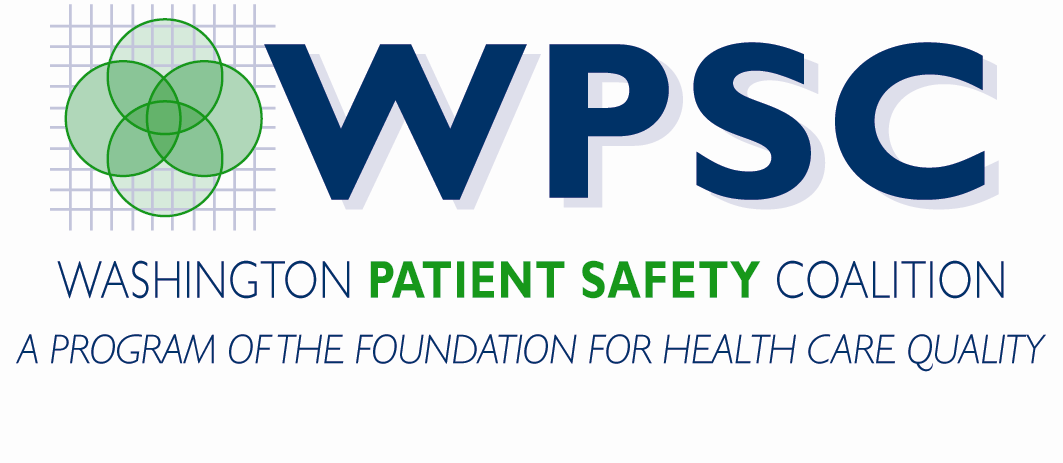 WPSC
WASHINGTON PATIENT SAFETY COALITION
A PROGRAM OF THE FOUNDATION FOR HEALTH CARE QUALITY